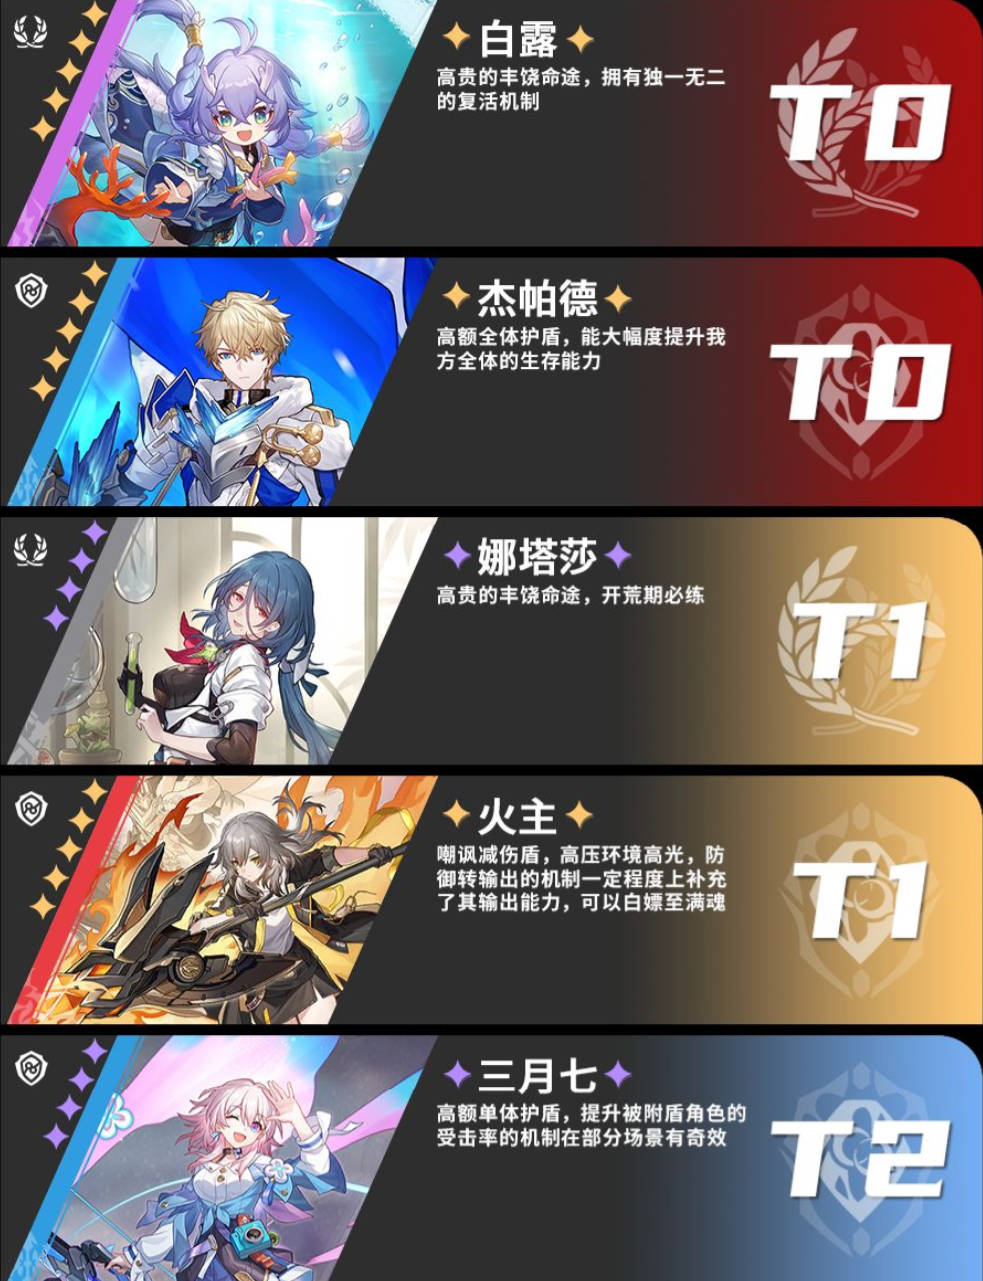 白露
高贵的丰饶命途，拥有独一无二
的复活机制
T0
杰帕德
高额全体护盾，能大幅度提升我
方全体的生存能力
T0
娜塔莎
高贵的丰饶命途，开荒期必练
T1
火主
嘲讽减伤盾，高压环境高光，防
御转输出的机制一定程度上补充
了其输出能力，可以白嫖至满魂
T1
三月七
高额单体护盾，提升被附盾角色的
受击率的机制在部分场景有奇效
T2